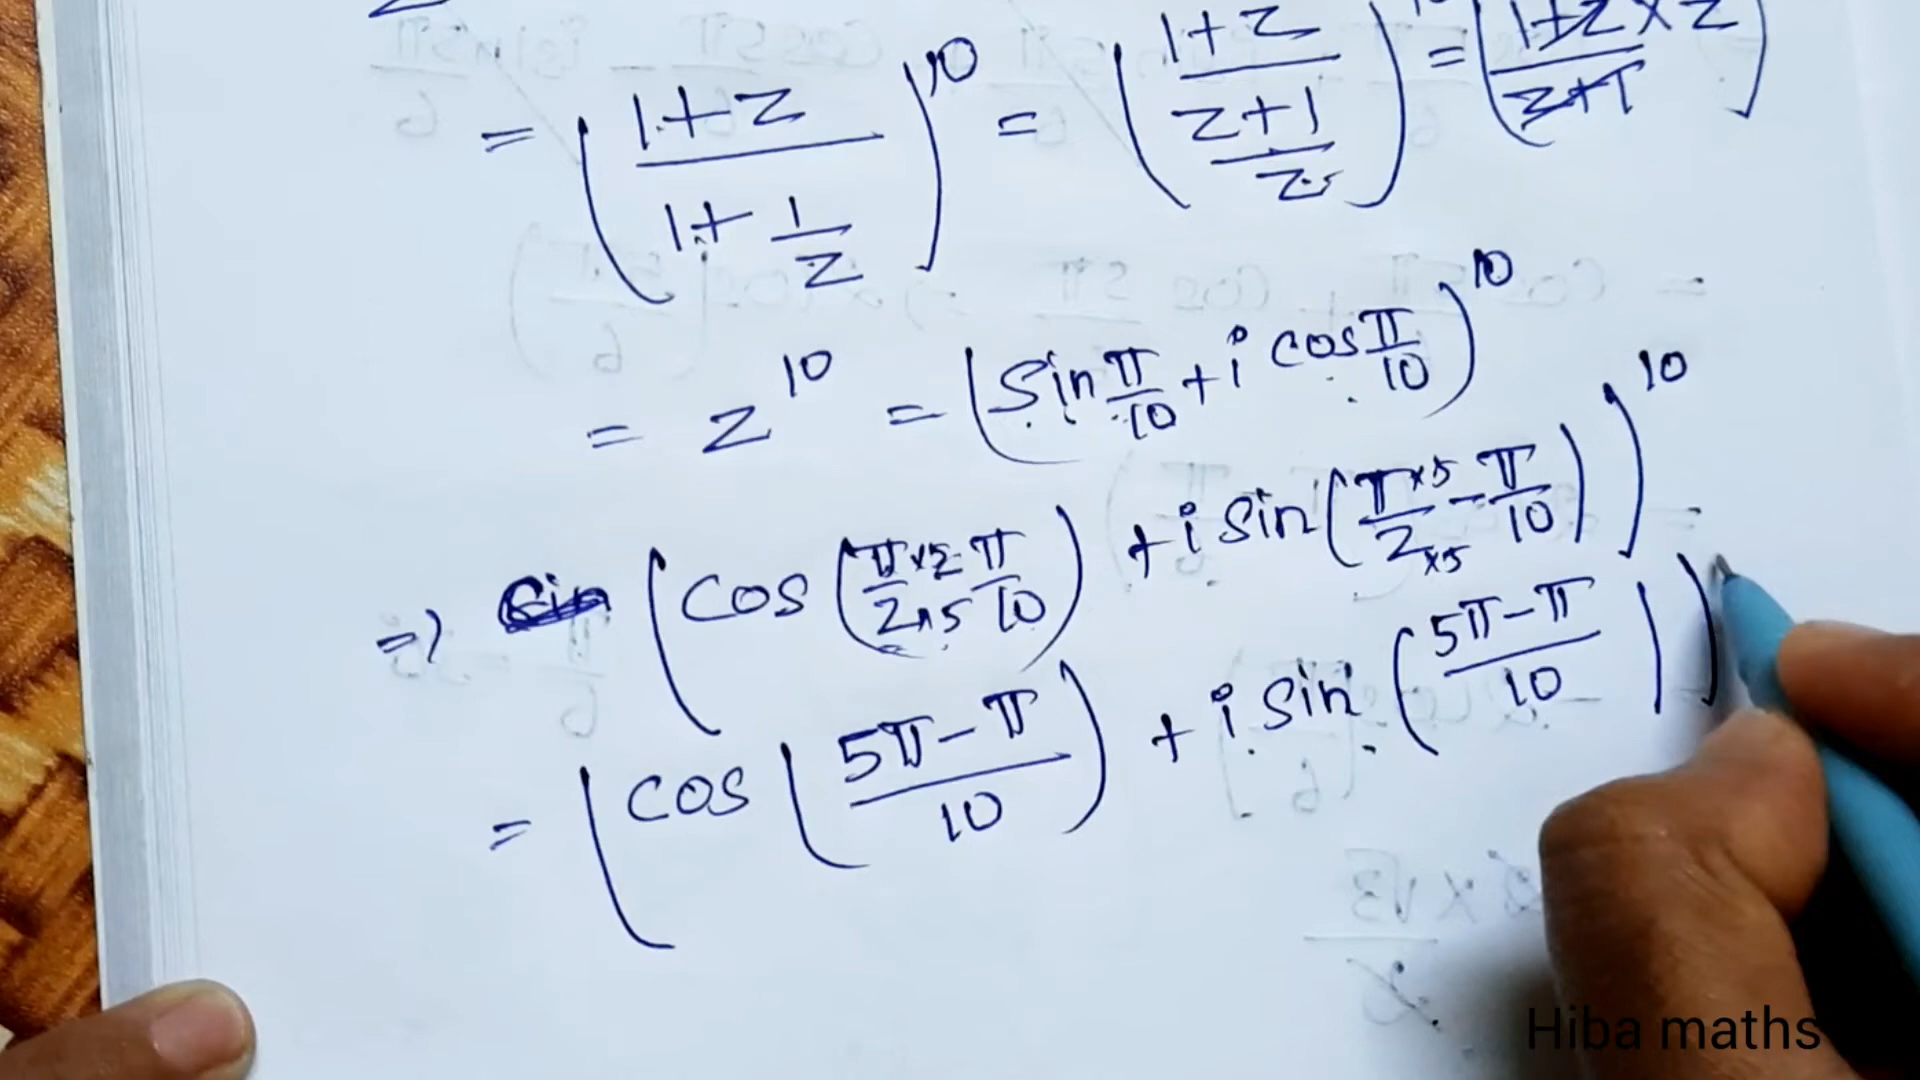 = (1+z / 1+ 1/z)^10 = (1+z / z+1/z)^10 = (1+z×z / z+1)
= z^10 = (sin π/10 + i cos π/10)^10
=) (cos (π×5/2×5 - π/10) + i sin (π×5/2×5 - π/10))^10
= (cos (5π-π/10) + i sin (5π-π/10))
Hiba maths